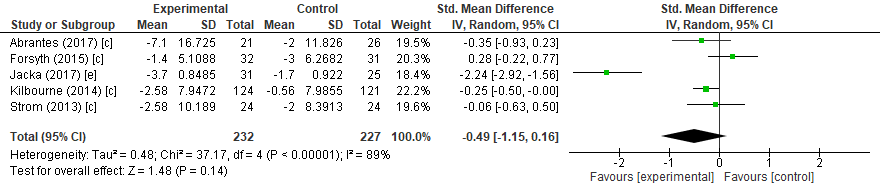 Experimental Control Std. Mean Difference Std. Mean Difference
Study or Subgroup Mean SD Total Mean SD Total Weight IV, Random, 95% CI IV, Random, 95% CI
Abrantes (2017) [c] -7.1 16.725 21 -2 11.826 26 19.5% -0.35 (-0.93, 0.23)
Forsyth (2015) [c] -1.4 5.1088 32 -3 6.2682 31 20.3% 0.28 (-0.22, 0.77)
Jacka (2017) [e] -3.7 0.8485 31 -1.7 0.922 25 18.5% -2.24 (-2.92, -1.56)
Kilbourne (2014) [c] -2.58 7.9472 124 -0.56 7.9855 121 22.2% -0.25 (-0.50, -0.00)
Strom (2013) [c] -2.58 10.189 24 -2 8.3913 24 19.6% -0.06 (-0.63, 0.50)
Total (95% CI) 232 227 100.0% -0.49 [-1.15, 0.16]
Heterogeneity: Tau² = 0.48; Chi² = 37.17, df = 4 (P < 0.00001); I² = 89%
Test for overall effect: Z = 1.48 (P = 0.14)
-2 -1 0 1 2
Favours [experimental] Favours [control]